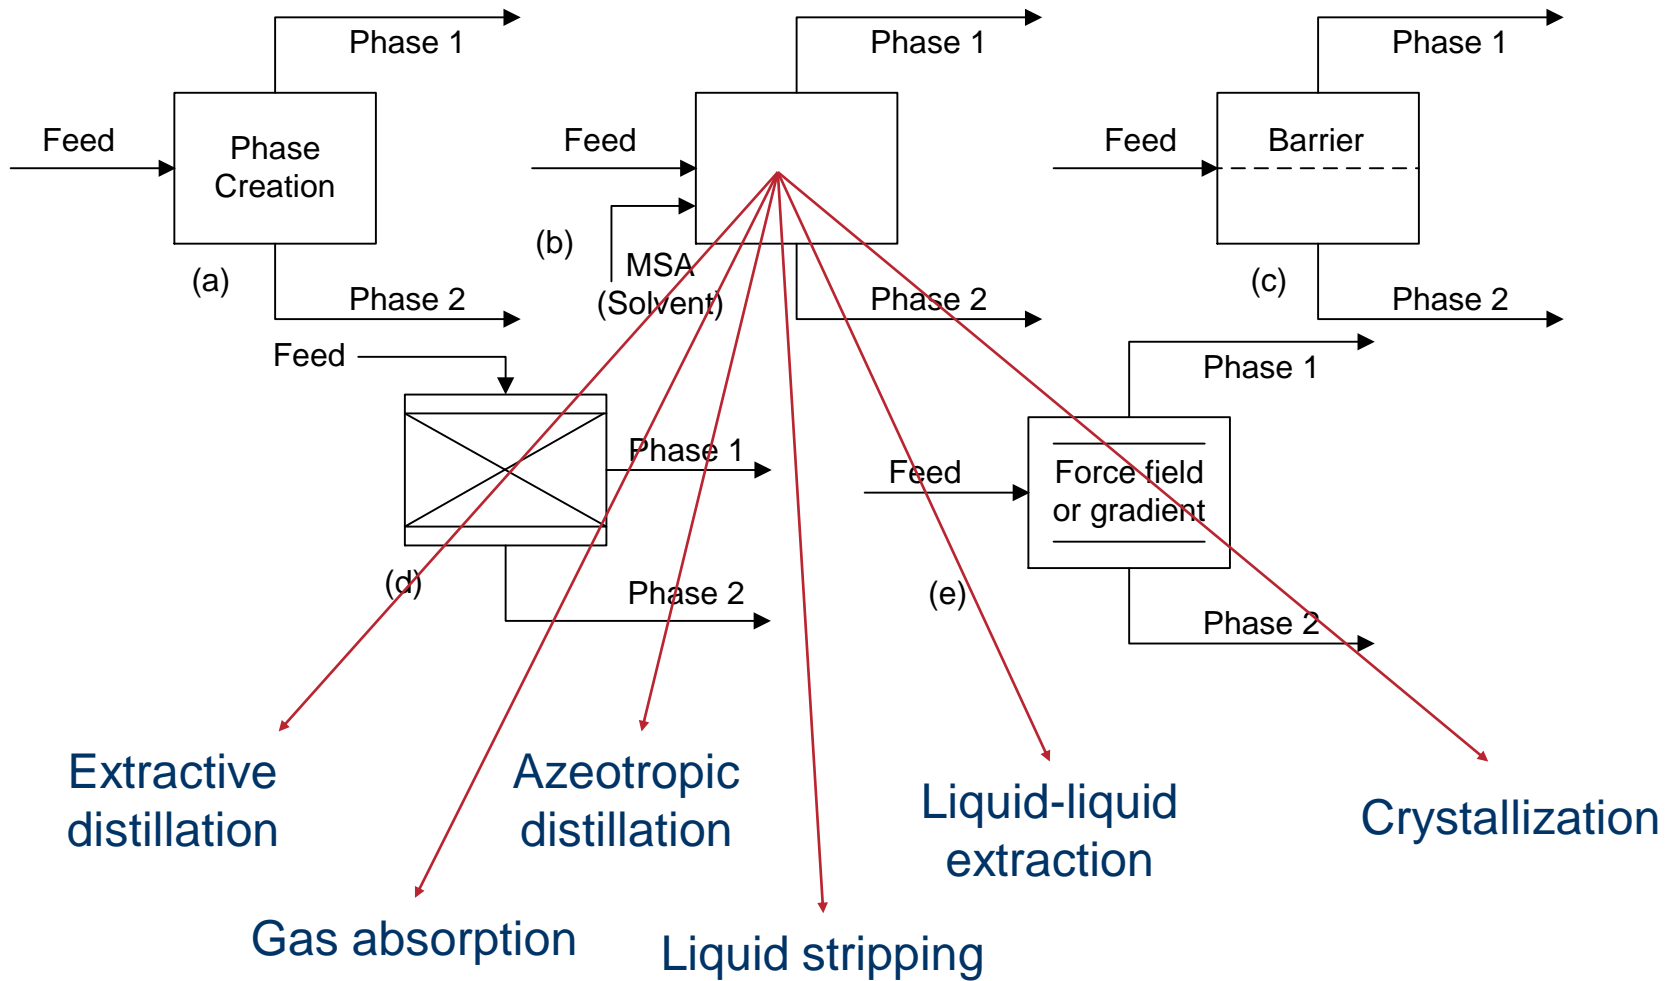 Phase 1
Feed
Phase
Creation
(a)
Phase 2
Phase 1
Feed
(b)
MSA
(Solvent)
Phase 2
Phase 1
Feed
Barrier
(c)
Phase 2
Feed
Phase 1
(d)
Phase 2
Phase 1
Feed
Force field
or gradient
(e)
Phase 2
Extractive
distillation
Azeotropic
distillation
Liquid-liquid
extraction
Crystallization
Gas absorption
Liquid stripping